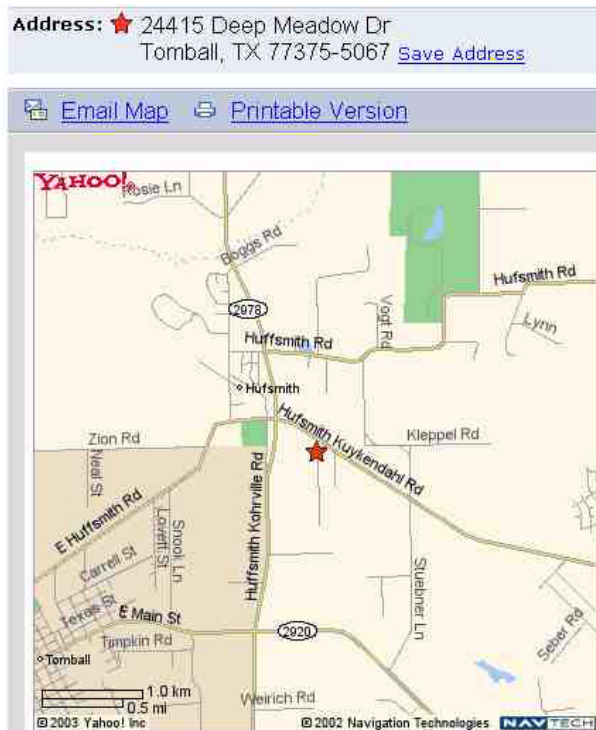 Address: 24415 Deep Meadow Dr
Tomball, TX 77375-5067 Save Address
Email Map Printable Version
YAHOO!
Rosie Ln
Boggs Rd
Hufsmith Rd
2978
Vogt Rd
Lynn
Huffsmith Rd
Hufsmith
Hufsmith Kuykendahl Rd
Zion Rd
Kleppel Rd
Neal St
E Huffsmith Rd
Huffsmith Kohrville Rd
Snook Ln
Lovett St
Carrell St
Stuebner Ln
Texas St
E Main St
Seber Rd
2920
Timpkin Rd
Tomball
1.0 km
0.5 mi
Weirich Rd
© 2003 Yahoo! Inc © 2002 Navigation Technologies NAVTECH